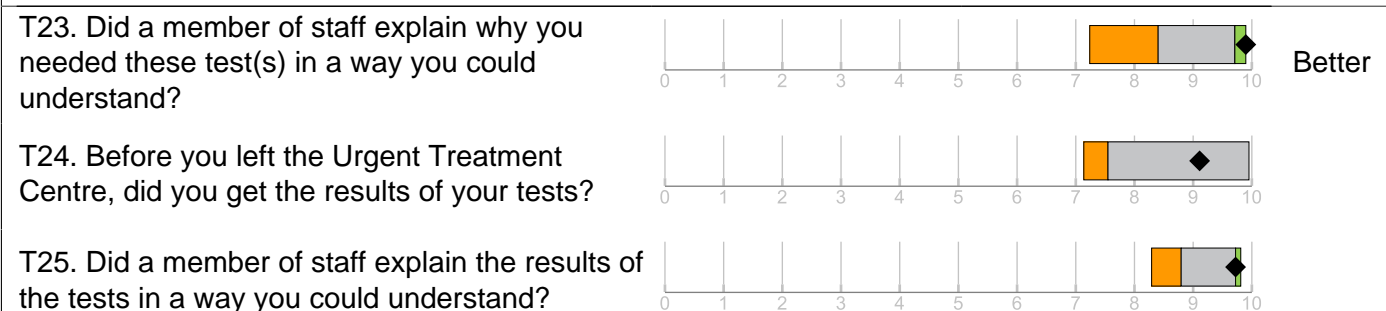 T23. Did a member of staff explain why you
needed these test(s) in a way you could
understand?
0 1 2 3 4 5 6 7 8 9 10
Better
T24. Before you left the Urgent Treatment
Centre, did you get the results of your tests?
0 1 2 3 4 5 6 7 8 9 10
T25. Did a member of staff explain the results of
the tests in a way you could understand?
0 1 2 3 4 5 6 7 8 9 10